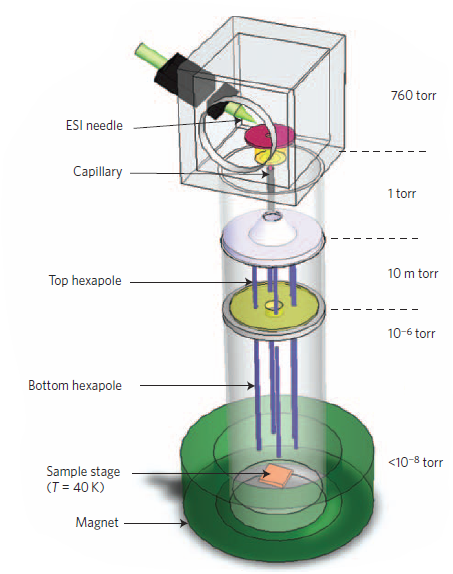 760 torr
ESI needle
Capillary
1 torr
Top hexapole
10 m torr
10⁻⁶ torr
Bottom hexapole
<10⁻⁸ torr
Sample stage
(T = 40 K)
Magnet